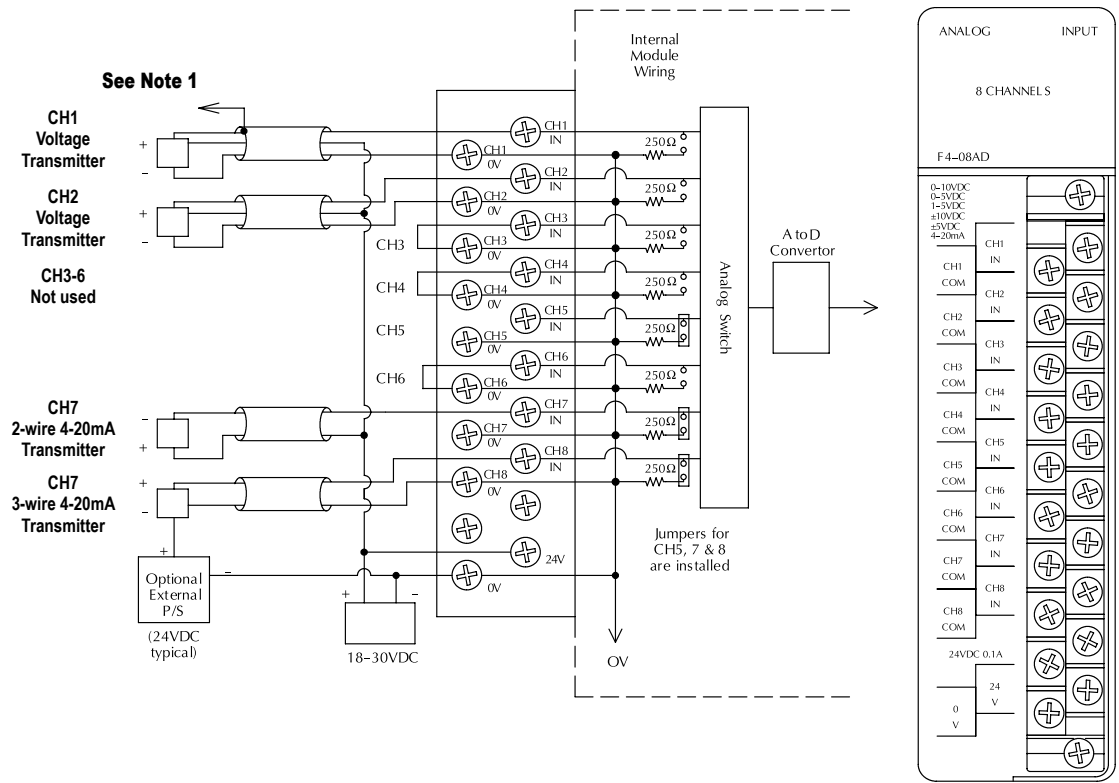 See Note 1
CH1
Voltage
Transmitter
+
–
CH2
Voltage
Transmitter
+
–
CH3-6
Not used
CH7
2-wire 4-20mA
Transmitter
–
+
CH7
3-wire 4-20mA
Transmitter
+
–
+
–
Optional
External
P/S
(24VDC
typical)
+
–
18–30VDC
CH3
CH4
CH5
CH6
CH1
IN
CH1
0V
CH2
IN
CH2
0V
CH3
IN
CH3
0V
CH4
IN
CH4
0V
CH5
IN
CH5
0V
CH6
IN
CH6
0V
CH7
IN
CH7
0V
CH8
IN
CH8
0V
24V
0V
Internal
Module
Wiring
250Ω
250Ω
250Ω
250Ω
250Ω
250Ω
250Ω
250Ω
Analog Switch
A to D
Convertor
Jumpers for
CH5, 7 & 8
are installed
OV
ANALOG INPUT
8 CHANNELS
F4–08AD
0–10VDC
0–5VDC
1–5VDC
±10VDC
±5VDC
4–20mA
CH1
IN
CH1
COM
CH2
IN
CH2
COM
CH3
IN
CH3
COM
CH4
IN
CH4
COM
CH5
IN
CH5
COM
CH6
IN
CH6
COM
CH7
IN
CH7
COM
CH8
IN
CH8
COM
24VDC 0.1A
24
V
0
V